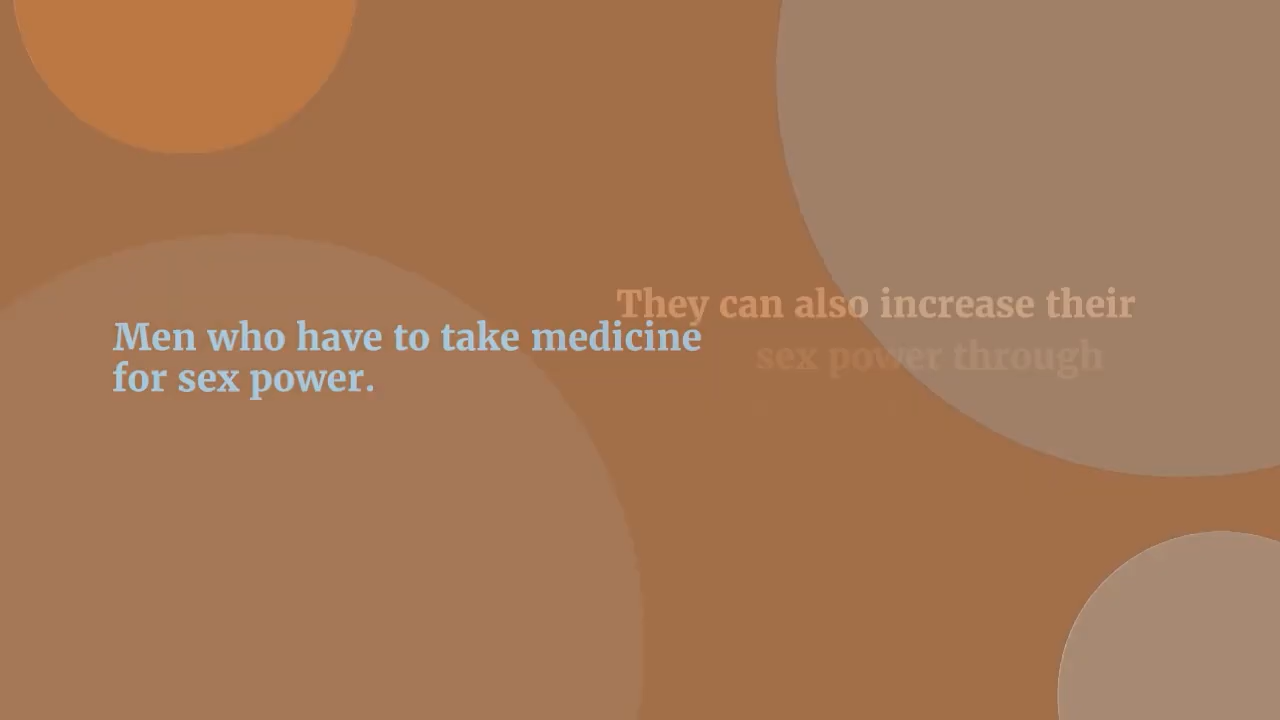 Men who have to take medicine
for sex power.
They can also increase their
sex power through